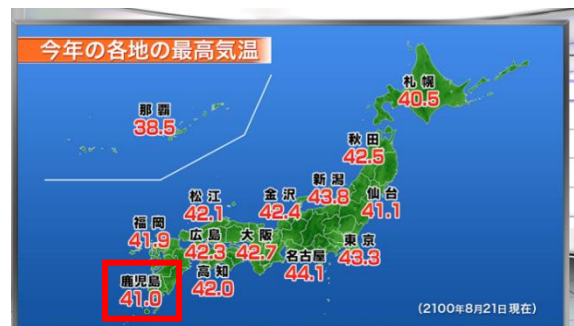 今年の各地の最高気温
札幌
40.5
那覇
38.5
秋田
42.5
新潟
43.8
仙台
41.1
金沢
42.4
松江
42.1
福岡
41.9
広島
42.3
大阪
42.7
東京
43.3
名古屋
44.1
高知
42.0
鹿児島
41.0
(2100年8月21日現在)